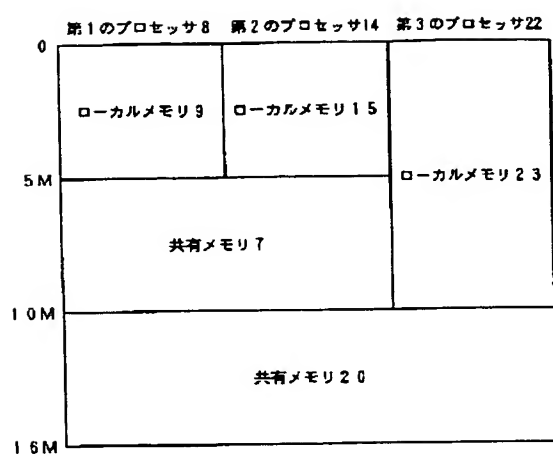 第1のプロセッサ8 第2のプロセッサ14 第3のプロセッサ22
0
ローカルメモリ9 ローカルメモリ15
ローカルメモリ23
5M
共有メモリ7
10M
共有メモリ20
16M